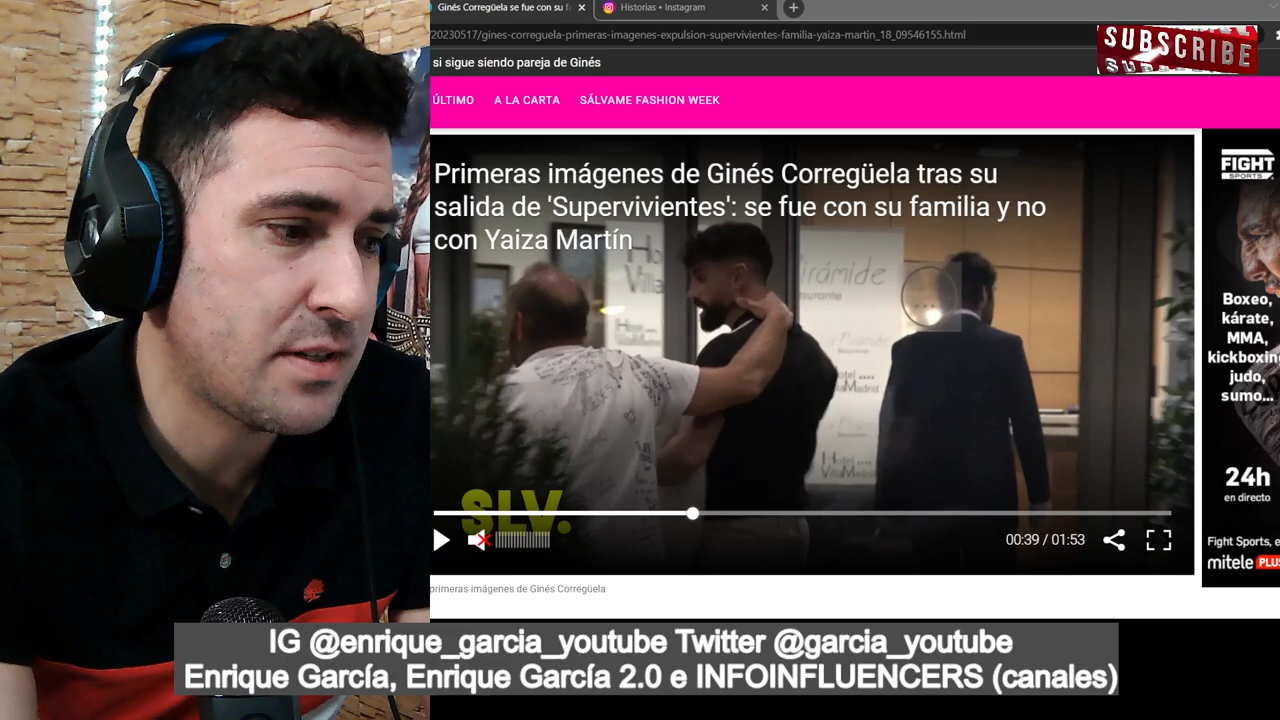 Ginés Corregüela se fue con su f
Historias • Instagram
20230517/gines-correguela-primeras-imagenes-expulsion-supervivientes-familia-yaiza-martin_18_09546155.html
SUBSCRIBE
si sigue siendo pareja de Ginés
ÚLTIMO
A LA CARTA
SÁLVAME FASHION WEEK
Primeras imágenes de Ginés Corregüela tras su
salida de 'Supervivientes': se fue con su familia y no
con Yaiza Martín
FIGHT
SPORTS
Boxeo,
kárate,
MMA,
kickboxing
judo,
sumo...
24h
en directo
Fight Sports, e
mitele PLUS
SLV.
00:39 / 01:53
primeras imágenes de Ginés Corregüela
IG @enrique_garcia_youtube Twitter @garcia_youtube
Enrique García, Enrique García 2.0 e INFOINFLUENCERS (canales)